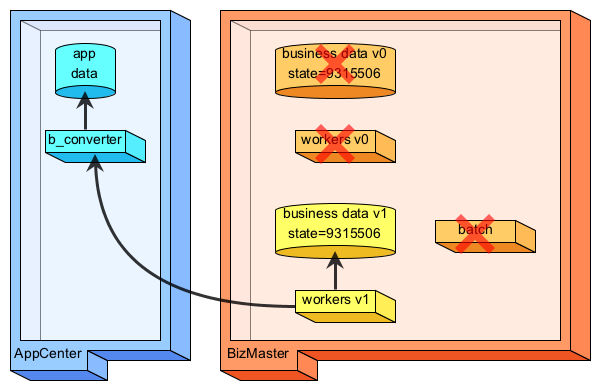 app
data
b_converter
AppCenter
business data v0
state=9315506
workers v0
business data v1
state=9315506
batch
workers v1
BizMaster